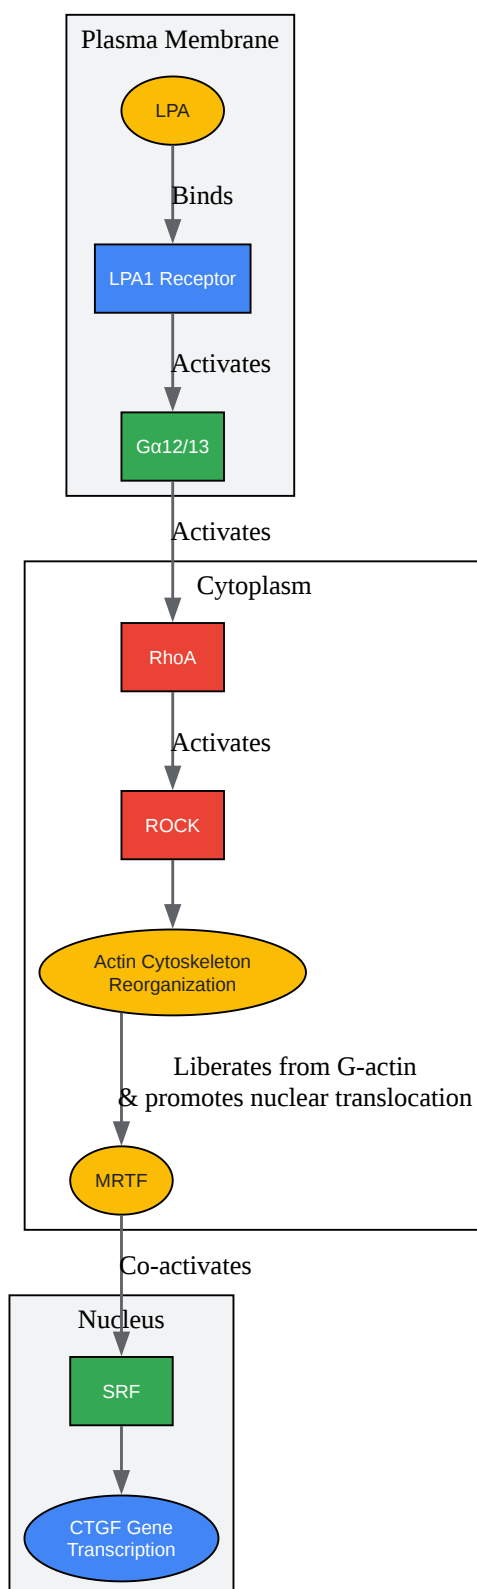 Plasma Membrane
LPA
Binds
LPA1 Receptor
Activates
Gα12/13
Activates
Cytoplasm
RhoA
Activates
ROCK
Actin Cytoskeleton
Reorganization
Liberates from G-actin
& promotes nuclear translocation
MRTF
Co-activates
Nucleus
SRF
CTGF Gene
Transcription